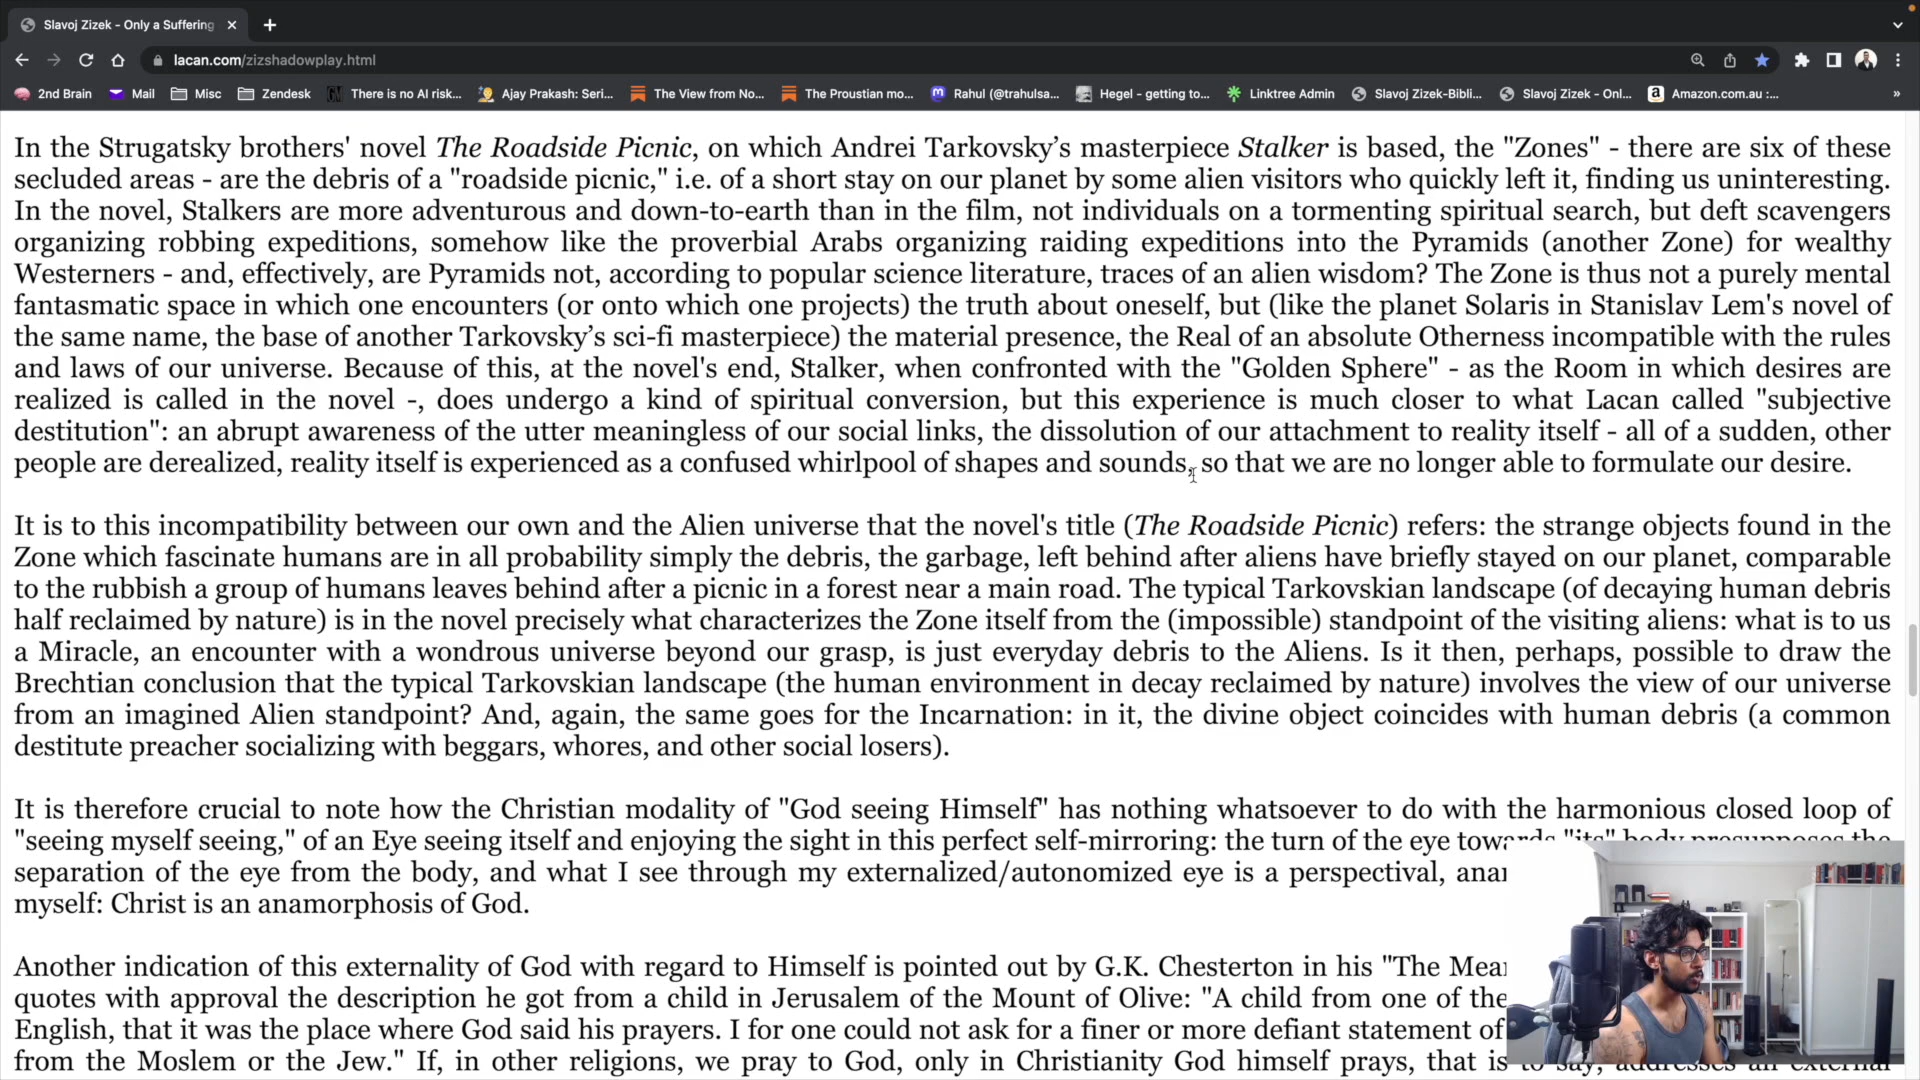 Slavoj Zizek - Only a Suffering
lacan.com/zizshadowplay.html
2nd Brain Mail Misc Zendesk There is no AI risk... Ajay Prakash: Seri... The View from No... The Proustian mo... Rahul (@trahulsa... Hegel - getting to... Linktree Admin Slavoj Zizek-Bibli... Slavoj Zizek - Onl... Amazon.com.au :...
In the Strugatsky brothers' novel The Roadside Picnic, on which Andrei Tarkovsky’s masterpiece Stalker is based, the "Zones" - there are six of these
secluded areas - are the debris of a "roadside picnic," i.e. of a short stay on our planet by some alien visitors who quickly left it, finding us uninteresting.
In the novel, Stalkers are more adventurous and down-to-earth than in the film, not individuals on a tormenting spiritual search, but deft scavengers
organizing robbing expeditions, somehow like the proverbial Arabs organizing raiding expeditions into the Pyramids (another Zone) for wealthy
Westerners - and, effectively, are Pyramids not, according to popular science literature, traces of an alien wisdom? The Zone is thus not a purely mental
fantasmatic space in which one encounters (or onto which one projects) the truth about oneself, but (like the planet Solaris in Stanislav Lem's novel of
the same name, the base of another Tarkovsky’s sci-fi masterpiece) the material presence, the Real of an absolute Otherness incompatible with the rules
and laws of our universe. Because of this, at the novel's end, Stalker, when confronted with the "Golden Sphere" - as the Room in which desires are
realized is called in the novel -, does undergo a kind of spiritual conversion, but this experience is much closer to what Lacan called "subjective
destitution": an abrupt awareness of the utter meaningless of our social links, the dissolution of our attachment to reality itself - all of a sudden, other
people are derealized, reality itself is experienced as a confused whirlpool of shapes and sounds, so that we are no longer able to formulate our desire.
It is to this incompatibility between our own and the Alien universe that the novel's title (The Roadside Picnic) refers: the strange objects found in the
Zone which fascinate humans are in all probability simply the debris, the garbage, left behind after aliens have briefly stayed on our planet, comparable
to the rubbish a group of humans leaves behind after a picnic in a forest near a main road. The typical Tarkovskian landscape (of decaying human debris
half reclaimed by nature) is in the novel precisely what characterizes the Zone itself from the (impossible) standpoint of the visiting aliens: what is to us
a Miracle, an encounter with a wondrous universe beyond our grasp, is just everyday debris to the Aliens. Is it then, perhaps, possible to draw the
Brechtian conclusion that the typical Tarkovskian landscape (the human environment in decay reclaimed by nature) involves the view of our universe
from an imagined Alien standpoint? And, again, the same goes for the Incarnation: in it, the divine object coincides with human debris (a common
destitute preacher socializing with beggars, whores, and other social losers).
It is therefore crucial to note how the Christian modality of "God seeing Himself" has nothing whatsoever to do with the harmonious closed loop of
"seeing myself seeing," of an Eye seeing itself and enjoying the sight in this perfect self-mirroring: the turn of the eye towards "its" body presupposes the
separation of the eye from the body, and what I see through my externalized/autonomized eye is a perspectival,
myself: Christ is an anamorphosis of God.
Another indication of this externality of God with regard to Himself is pointed out by G.K. Chesterton in his "The
quotes with approval the description he got from a child in Jerusalem of the Mount of Olive: "A child from one of the
English, that it was the place where God said his prayers. I for one could not ask for a finer or more defiant statement of
from the Moslem or the Jew." If, in other religions, we pray to God, only in Christianity God himself prays, that is to say, addresses an external